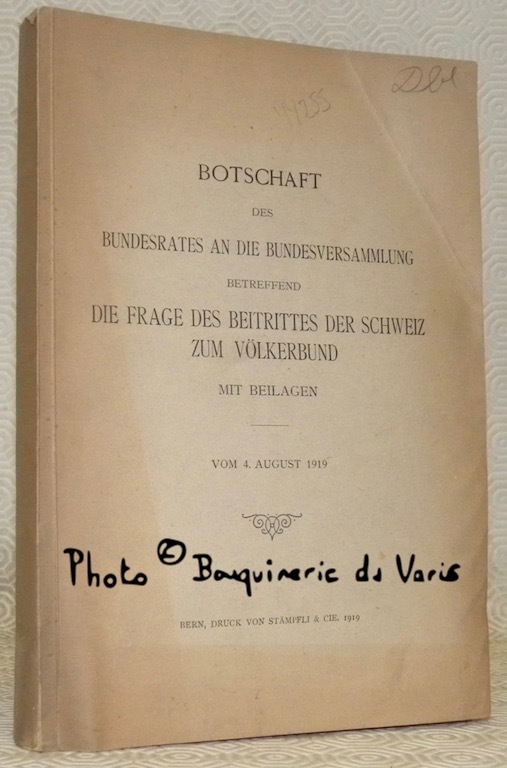 44255
BOTSCHAFT
DES
BUNDESRATES AN DIE BUNDESVERSAMMLUNG
BETREFFEND
DIE FRAGE DES BEITRITTES DER SCHWEIZ
ZUM VÖLKERBUND
MIT BEILAGEN
VOM 4. AUGUST 1919
Photo © Bouquinerie du Varis
BERN, DRUCK VON STÄMPFLI & CIE. 1919